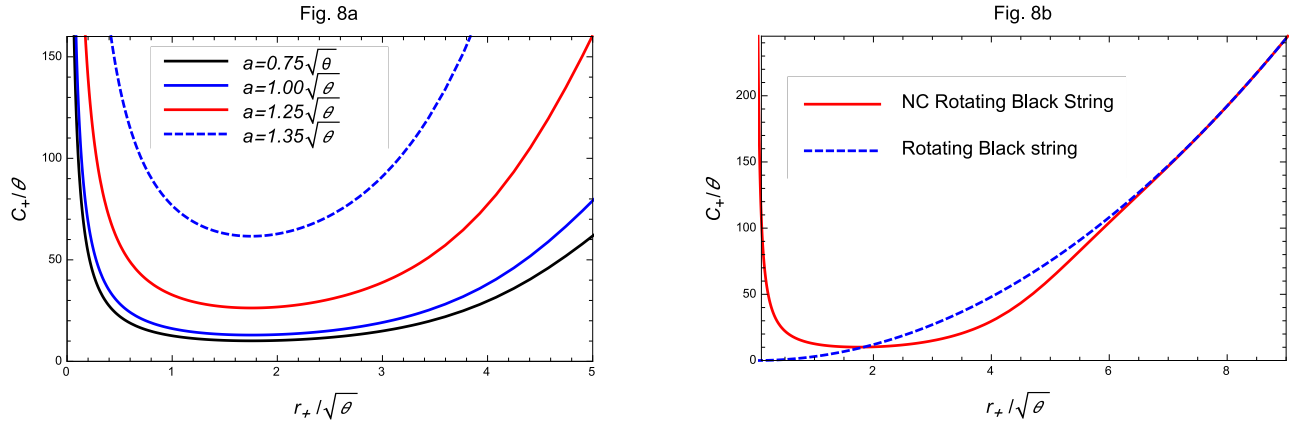 Fig. 8a
C₊/θ
150
100
50
0
0
1
2
3
4
5
r₊/√θ
a=0.75√θ
a=1.00√θ
a=1.25√θ
a=1.35√θ
Fig. 8b
C₊/θ
200
150
100
50
0
2
4
6
8
r₊/√θ
NC Rotating Black String
Rotating Black string